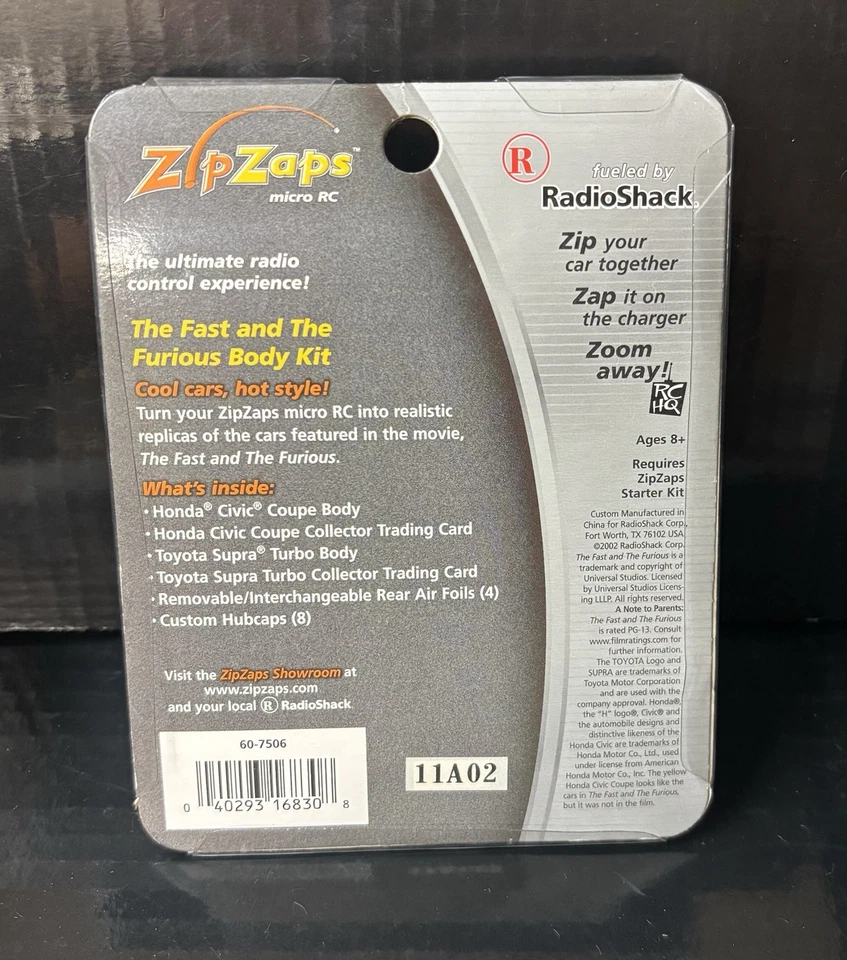 ZipZaps™
micro RC
The ultimate radio
control experience!
The Fast and The
Furious Body Kit
Cool cars, hot style!
Turn your ZipZaps micro RC into realistic
replicas of the cars featured in the movie,
The Fast and The Furious.
What's inside:
· Honda® Civic® Coupe Body
· Honda Civic Coupe Collector Trading Card
· Toyota Supra® Turbo Body
· Toyota Supra Turbo Collector Trading Card
· Removable/Interchangeable Rear Air Foils (4)
· Custom Hubcaps (8)
Visit the ZipZaps Showroom at
www.zipzaps.com
and your local ® RadioShack
60-7506
0 40293 16830 8
11A02
R
fueled by
RadioShack®
Zip your
car together
Zap it on
the charger
Zoom
away!
RC
HQ
Ages 8+
Requires
ZipZaps
Starter Kit
Custom Manufactured in
China for RadioShack Corp.,
Fort Worth, TX 76102 USA
©2002 RadioShack Corp.
The Fast and The Furious is a
trademark and copyright of
Universal Studios. Licensed
by Universal Studios Licens-
ing LLLP. All rights reserved.
A Note to Parents:
The Fast and The Furious
is rated PG-13. Consult
www.filmratings.com for
further information.
The TOYOTA Logo and
SUPRA are trademarks of
Toyota Motor Corporation
and are used with the
company approval. Honda®,
the "H" logo®, Civic® and
the automobile designs and
distinctive likeness of the
Honda Civic are trademarks of
Honda Motor Co., Ltd., used
under license from American
Honda Motor Co., Inc. The yellow
Honda Civic Coupe looks like the
cars in The Fast and The Furious,
but it was not in the film.